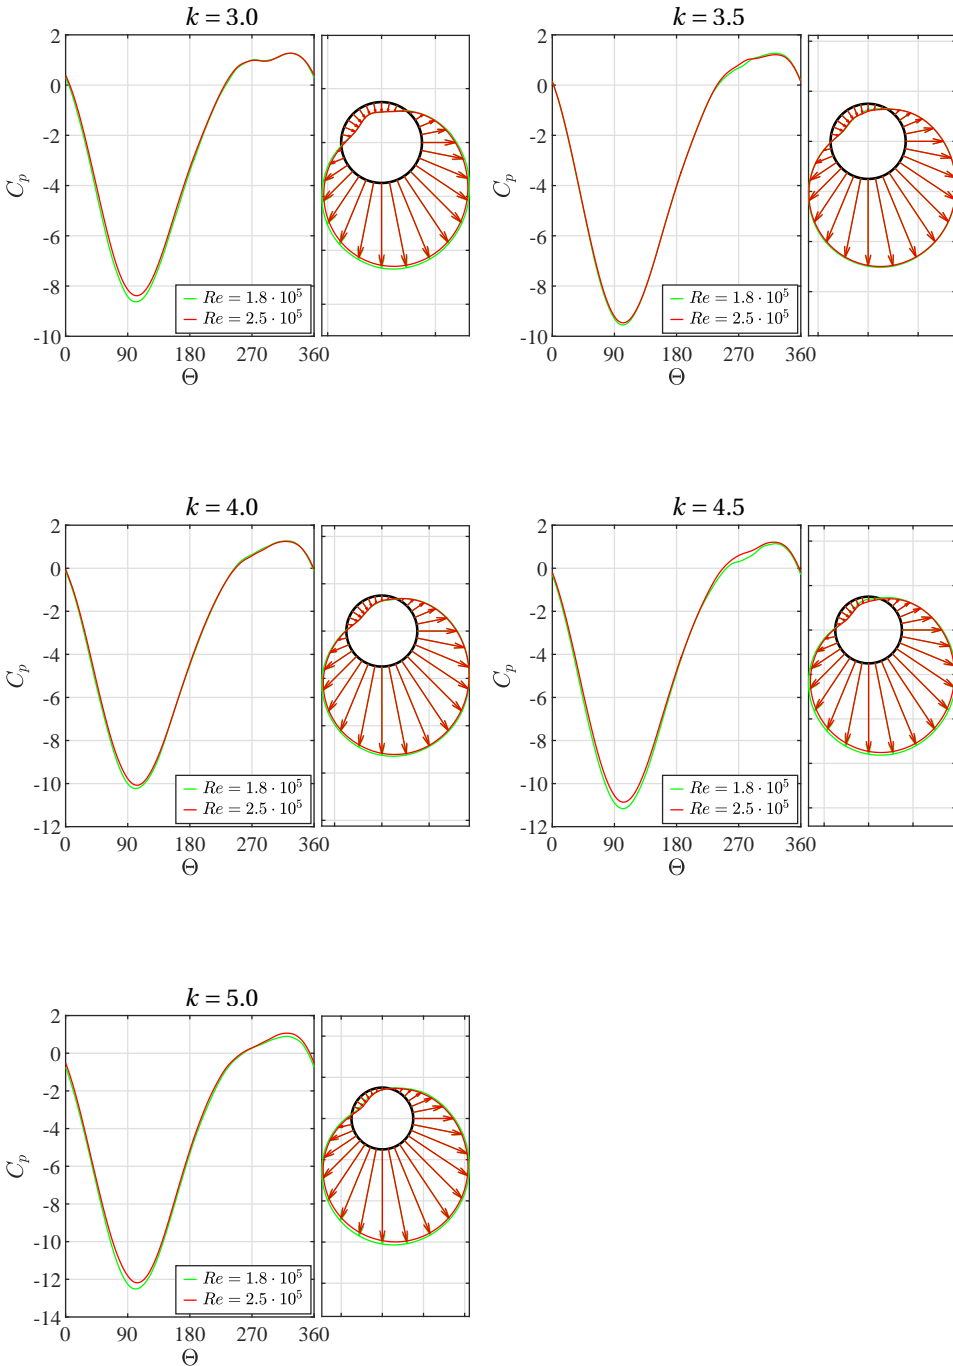 k = 3.0
2
0
-2
-4
-6
-8
-10
C_p
0 90 180 270 360
Θ
Re = 1.8 · 10^5
Re = 2.5 · 10^5
k = 3.5
2
0
-2
-4
-6
-8
-10
C_p
0 90 180 270 360
Θ
Re = 1.8 · 10^5
Re = 2.5 · 10^5
k = 4.0
2
0
-2
-4
-6
-8
-10
-12
C_p
0 90 180 270 360
Θ
Re = 1.8 · 10^5
Re = 2.5 · 10^5
k = 4.5
2
0
-2
-4
-6
-8
-10
-12
C_p
0 90 180 270 360
Θ
Re = 1.8 · 10^5
Re = 2.5 · 10^5
k = 5.0
2
0
-2
-4
-6
-8
-10
-12
-14
C_p
0 90 180 270 360
Θ
Re = 1.8 · 10^5
Re = 2.5 · 10^5